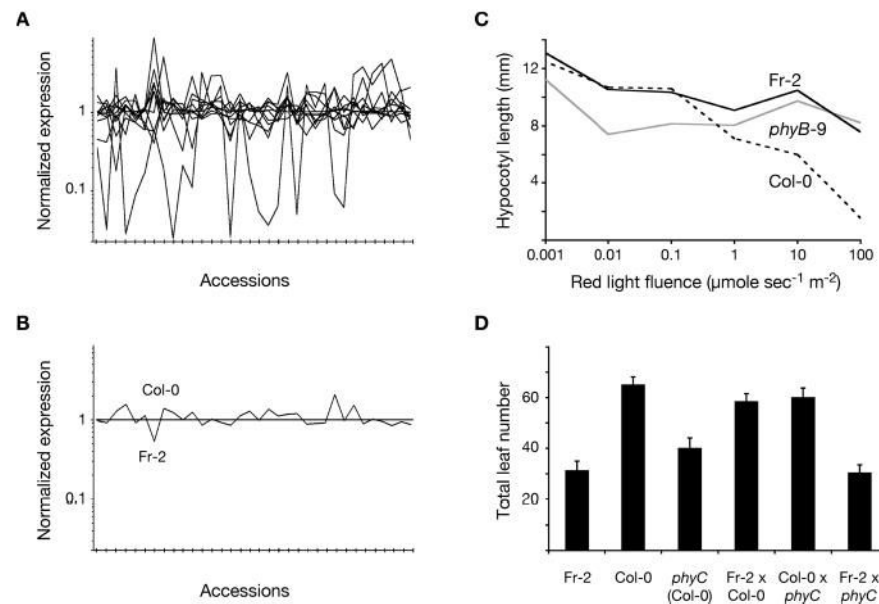 A
Normalized expression
1
0.1
Accessions
B
Normalized expression
Col-0
1
Fr-2
0.1
Accessions
C
Hypocotyl length (mm)
12
8
4
Fr-2
phyB-9
Col-0
0.001 0.01 0.1 1 10 100
Red light fluence (µmole sec⁻¹ m⁻²)
D
Total leaf number
60
40
20
Fr-2
Col-0
phyC
(Col-0)
Fr-2 x
Col-0
Col-0 x
phyC
Fr-2 x
phyC